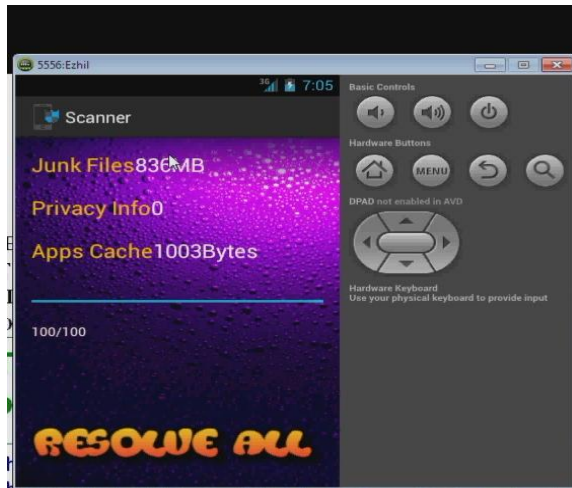 5556:Ezhil
3G 7:05
Scanner
Junk Files836MB
Privacy Info0
Apps Cache1003Bytes
100/100
RESOLVE ALL
Basic Controls
Hardware Buttons
MENU
DPAD not enabled in AVD
Hardware Keyboard
Use your physical keyboard to provide input